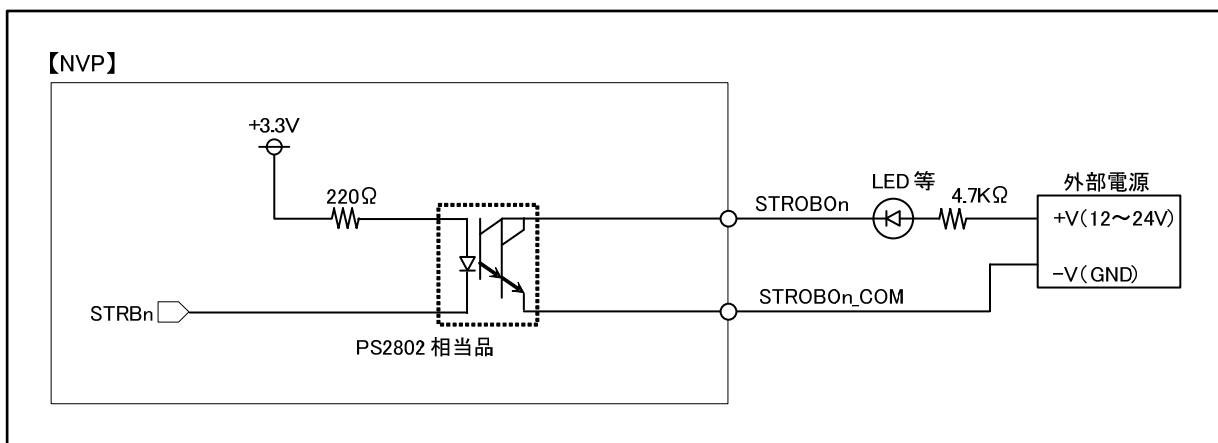 【NVP】
+3.3V
220Ω
LED 等
4.7KΩ
外部電源
STROBOn
+V(12～24V)
-V(GND)
STROBOn_COM
STRBn
PS2802 相当品